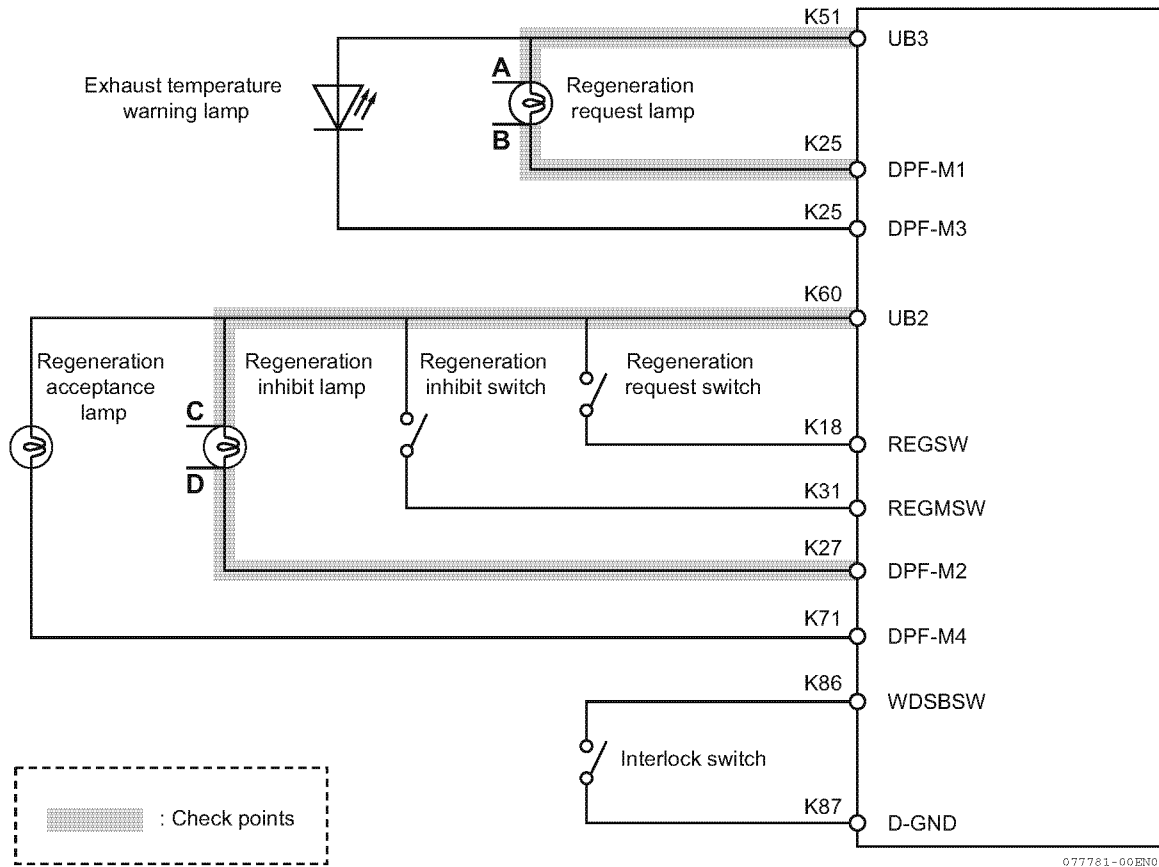 K51
UB3
Exhaust temperature
warning lamp
A
B
Regeneration
request lamp
K25
DPF-M1
K25
DPF-M3
K60
UB2
Regeneration
acceptance
lamp
Regeneration
inhibit lamp
Regeneration
inhibit switch
Regeneration
request switch
C
D
K18
REGSW
K31
REGMSW
K27
DPF-M2
K71
DPF-M4
K86
WDSBSW
Interlock switch
K87
D-GND
: Check points
077781-00EN0